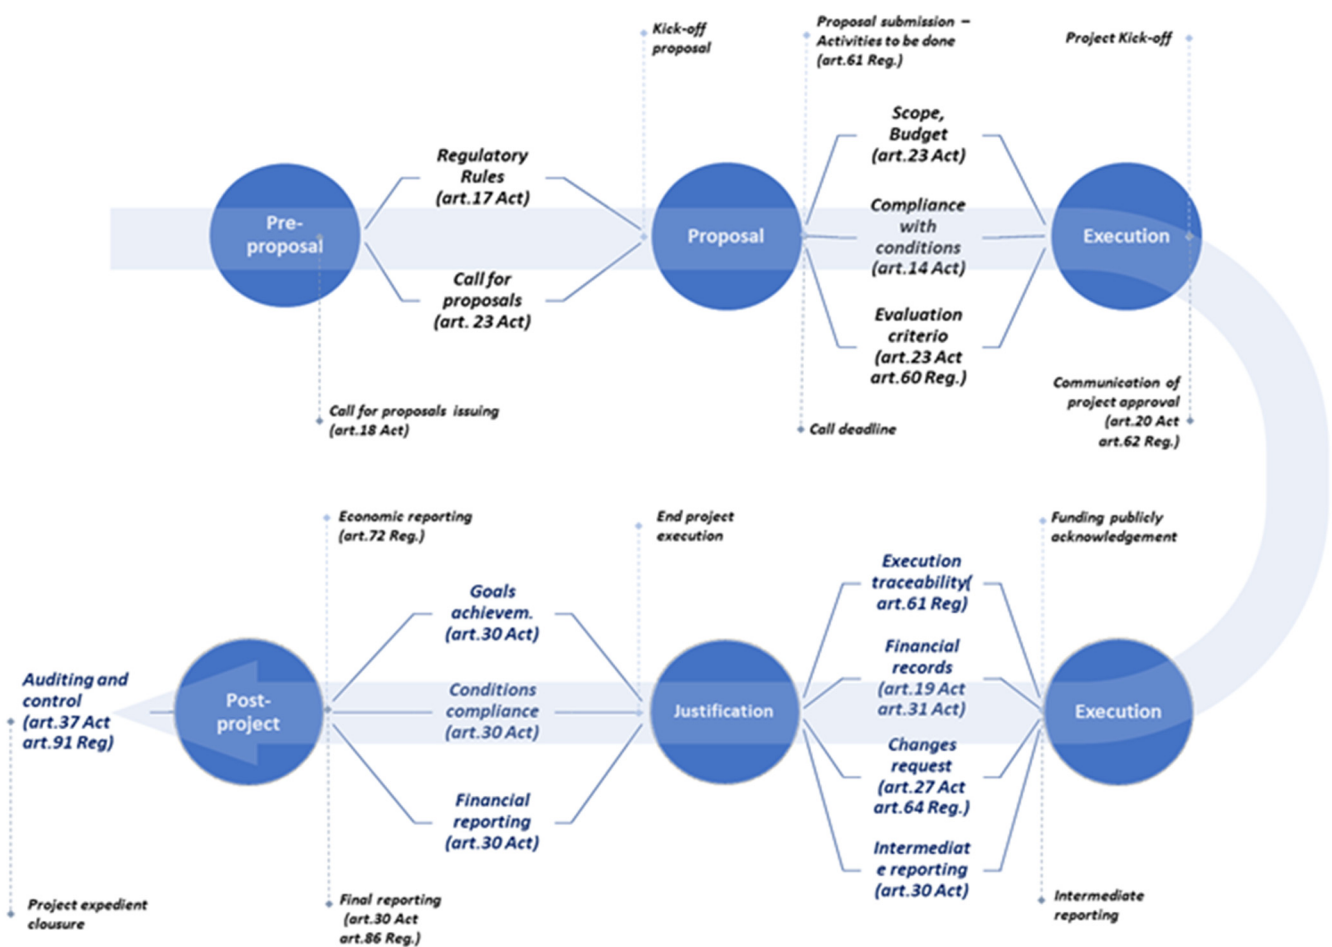 Kick-off
proposal
Proposal submission –
Activities to be done
(art.61 Reg.)
Project Kick-off
Pre-
proposal
Regulatory
Rules
(art.17 Act)
Call for
proposals
(art. 23 Act)
Proposal
Scope,
Budget
(art.23 Act)
Compliance
with
conditions
(art.14 Act)
Evaluation
criterio
(art.23 Act
art.60 Reg.)
Execution
Call for proposals issuing
(art.18 Act)
Call deadline
Communication of
project approval
(art.20 Act
art.62 Reg.)
Economic reporting
(art.72 Reg.)
End project
execution
Funding publicly
acknowledgement
Auditing and
control
(art.37 Act
art.91 Reg)
Post-
project
Goals
achievem.
(art.30 Act)
Conditions
compliance
(art.30 Act)
Financial
reporting
(art.30 Act)
Justification
Execution
traceability(
art.61 Reg)
Financial
records
(art.19 Act
art.31 Act)
Changes
request
(art.27 Act
art.64 Reg.)
Intermediat
e reporting
(art.30 Act)
Execution
Project expedient
clousure
Final reporting
(art.30 Act
art.86 Reg.)
Intermediate
reporting